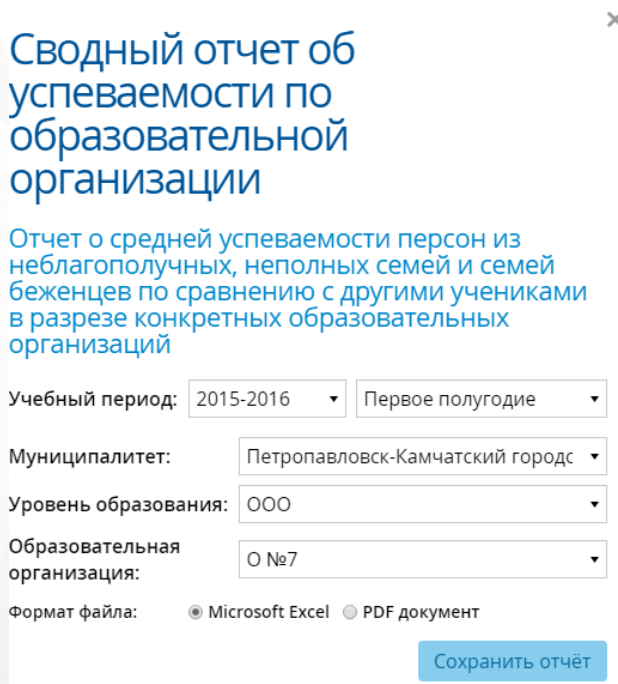 Сводный отчет об
успеваемости по
образовательной
организации
Отчет о средней успеваемости персон из
неблагополучных, неполных семей и семей
беженцев по сравнению с другими учениками
в разрезе конкретных образовательных
организаций
Учебный период: 2015-2016 Первое полугодие
Муниципалитет: Петропавловск-Камчатский городс
Уровень образования: ООО
Образовательная
организация: О №7
Формат файла: Microsoft Excel PDF документ
Сохранить отчёт